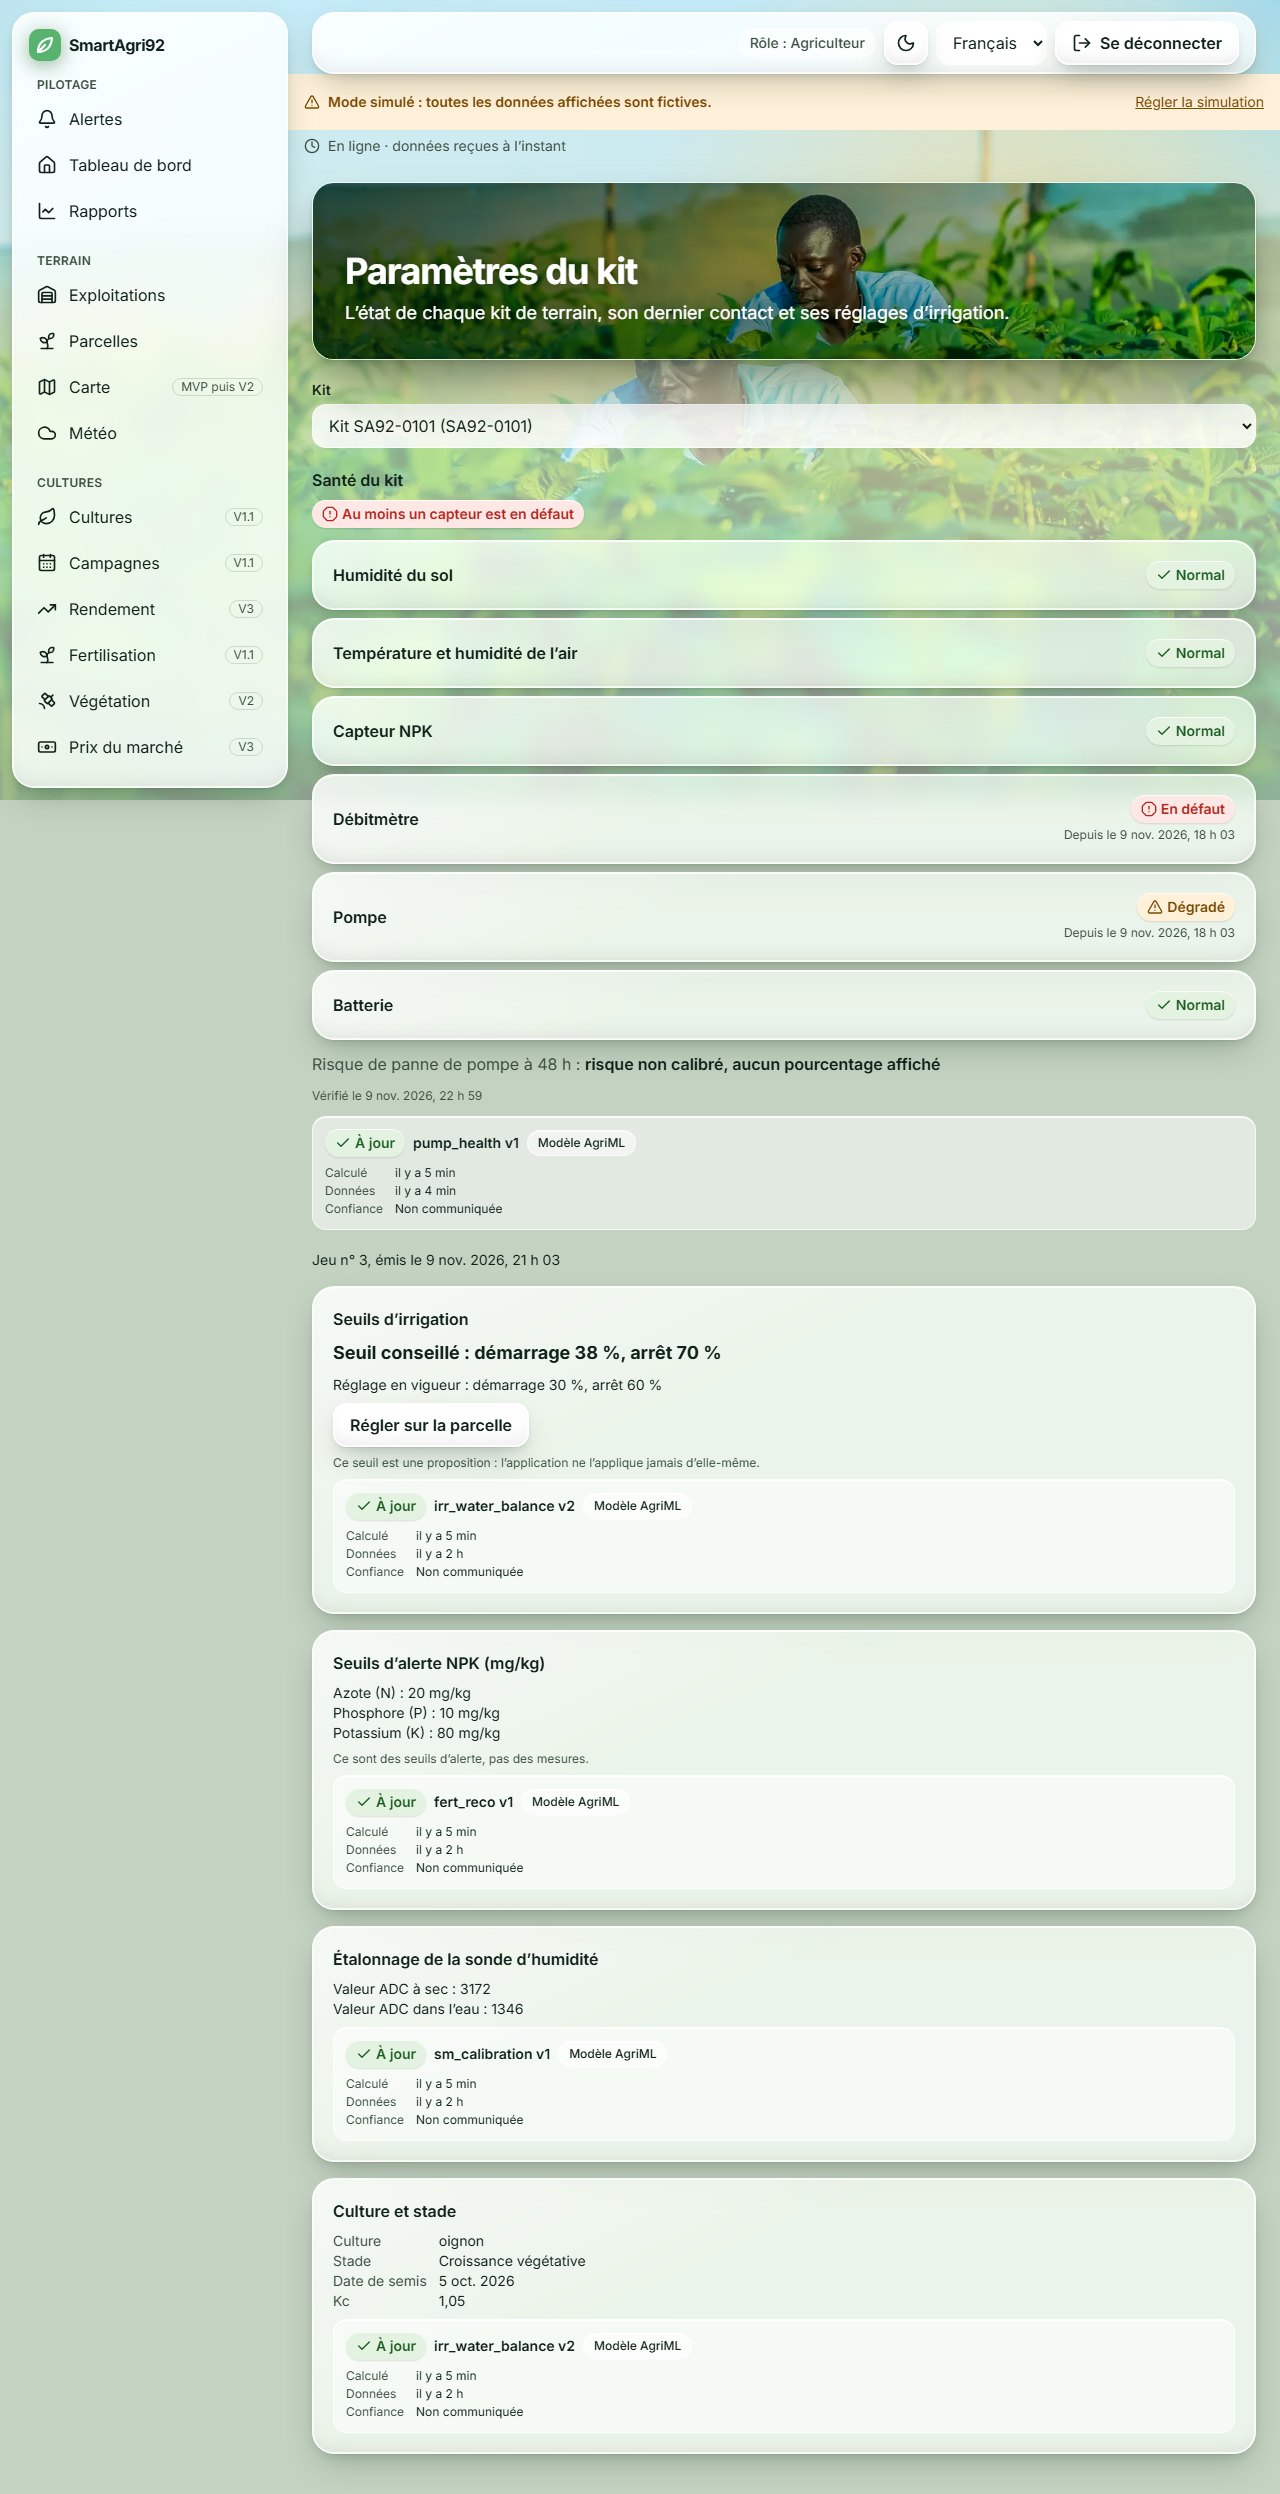 SmartAgri92
PILOTAGE
Alertes
Tableau de bord
Rapports
TERRAIN
Exploitations
Parcelles
Carte MVP puis V2
Météo
CULTURES
Cultures V1.1
Campagnes V1.1
Rendement V3
Fertilisation V1.1
Végétation V2
Prix du marché V3
Rôle : Agriculteur
Français
Se déconnecter
Mode simulé : toutes les données affichées sont fictives.
Régler la simulation
En ligne · données reçues à l’instant
Paramètres du kit
L’état de chaque kit de terrain, son dernier contact et ses réglages d’irrigation.
Kit
Kit SA92-0101 (SA92-0101)
Santé du kit
Au moins un capteur est en défaut
Humidité du sol
Normal
Température et humidité de l’air
Normal
Capteur NPK
Normal
Débitmètre
En défaut
Depuis le 9 nov. 2026, 18 h 03
Pompe
Dégradé
Depuis le 9 nov. 2026, 18 h 03
Batterie
Normal
Risque de panne de pompe à 48 h : risque non calibré, aucun pourcentage affiché
Vérifié le 9 nov. 2026, 22 h 59
À jour pump_health v1 Modèle AgriML
Calculé il y a 5 min
Données il y a 4 min
Confiance Non communiquée
Jeu n° 3, émis le 9 nov. 2026, 21 h 03
Seuils d’irrigation
Seuil conseillé : démarrage 38 %, arrêt 70 %
Réglage en vigueur : démarrage 30 %, arrêt 60 %
Régler sur la parcelle
Ce seuil est une proposition : l’application ne l’applique jamais d’elle-même.
À jour irr_water_balance v2 Modèle AgriML
Calculé il y a 5 min
Données il y a 2 h
Confiance Non communiquée
Seuils d’alerte NPK (mg/kg)
Azote (N) : 20 mg/kg
Phosphore (P) : 10 mg/kg
Potassium (K) : 80 mg/kg
Ce sont des seuils d’alerte, pas des mesures.
À jour fert_reco v1 Modèle AgriML
Calculé il y a 5 min
Données il y a 2 h
Confiance Non communiquée
Étalonnage de la sonde d’humidité
Valeur ADC à sec : 3172
Valeur ADC dans l’eau : 1346
À jour sm_calibration v1 Modèle AgriML
Calculé il y a 5 min
Données il y a 2 h
Confiance Non communiquée
Culture et stade
Culture oignon
Stade Croissance végétative
Date de semis 5 oct. 2026
Kc 1,05
À jour irr_water_balance v2 Modèle AgriML
Calculé il y a 5 min
Données il y a 2 h
Confiance Non communiquée